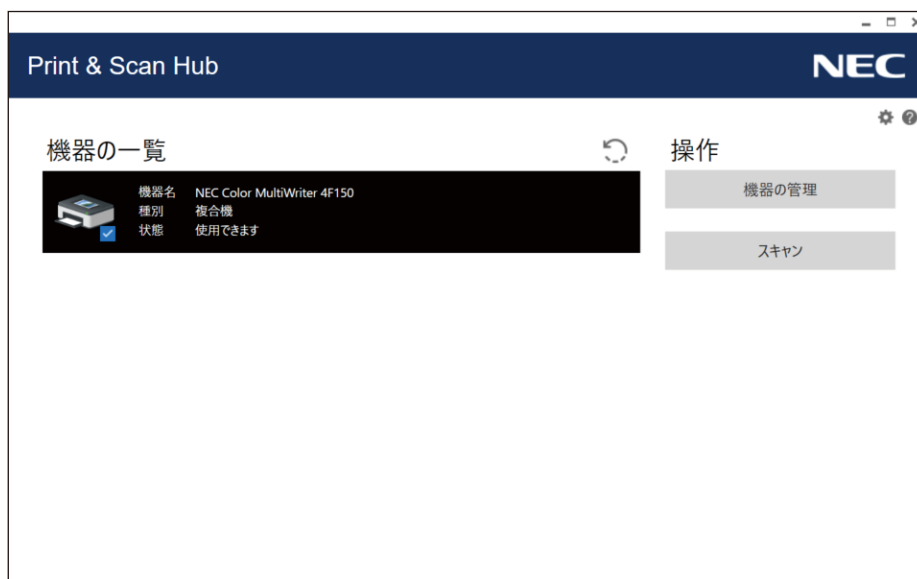 Print & Scan Hub
NEC
機器の一覧
操作
機器名 NEC Color MultiWriter 4F150
種別 複合機
状態 使用できます
機器の管理
スキャン